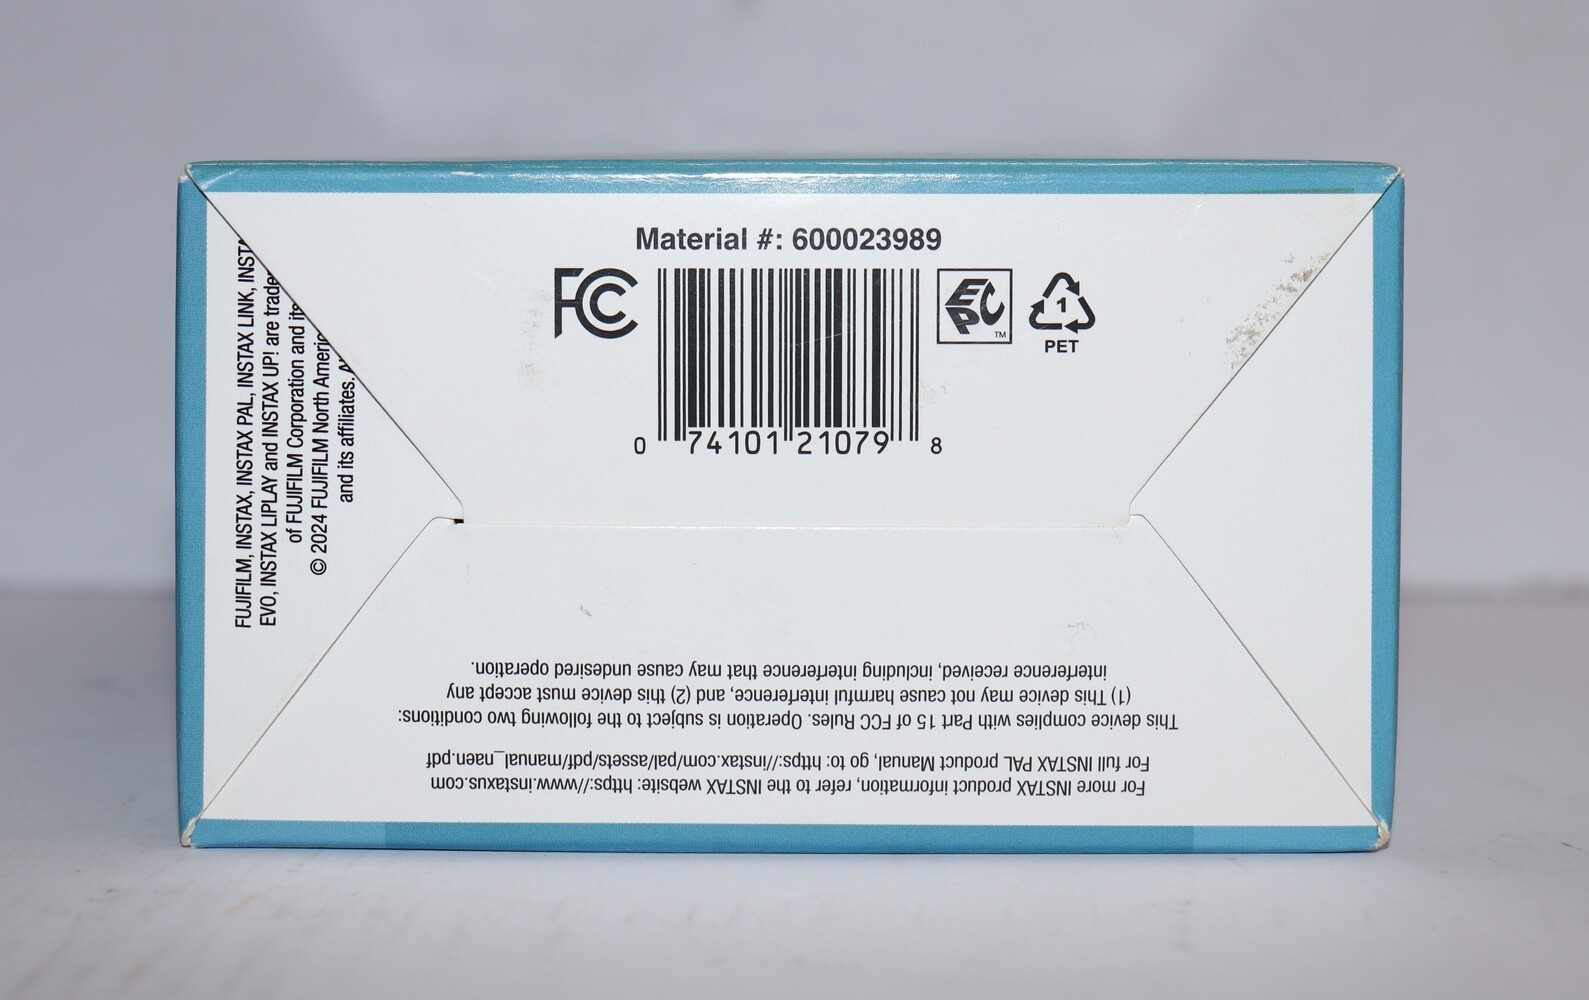 Material #: 600023989
FC
EPC
TM
1
PET
0 74101 21079 8
FUJIFILM, INSTAX, INSTAX PAL, INSTAX LINK,
EVO, INSTAX LIPLAY and INSTAX UP! are
of FUJIFILM Corporation and
© 2024 FUJIFILM North
and its affiliates.
For more INSTAX product information, refer to the INSTAX website: https://www.instaxus.com
For full INSTAX PAL product Manual, go to: https://instax.com/pal/assets/pdf/manual/pdf_naen.pdf
This device complies with Part 15 of FCC Rules. Operation is subject to the following two conditions:
(1) This device may not cause harmful interference, and (2) this device must accept any
interference received, including interference that may cause undesired operation.